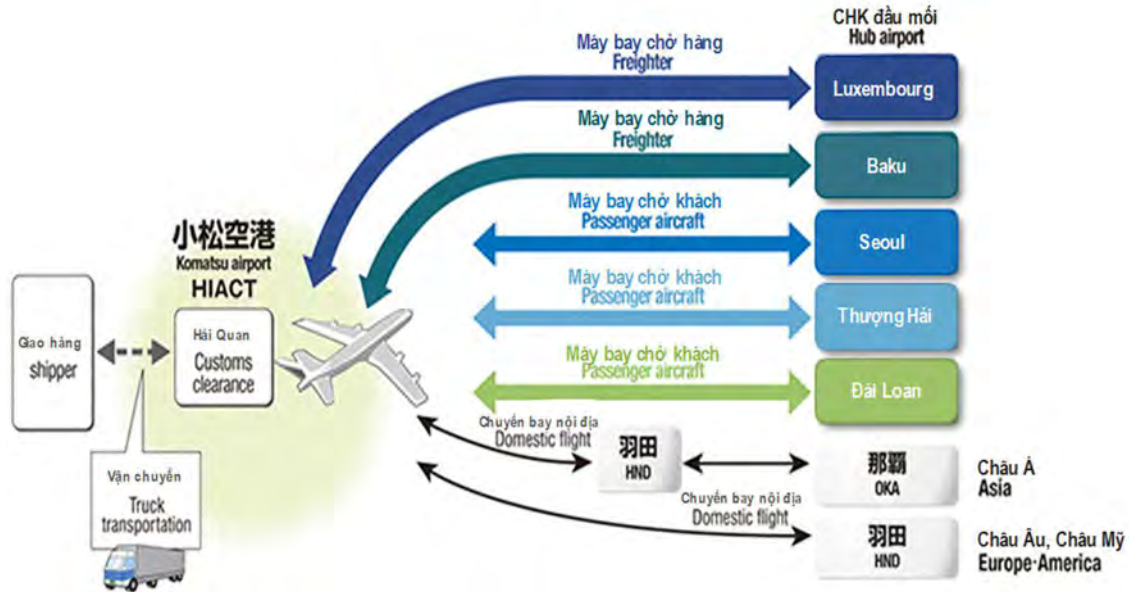 CHK đầu mối
Hub airport
Máy bay chở hàng
Freighter
Luxembourg
Máy bay chở hàng
Freighter
Baku
Máy bay chở khách
Passenger aircraft
Seoul
小松空港
Komatsu airport
HIACT
Máy bay chở khách
Passenger aircraft
Thượng Hải
Giao hàng
shipper
Hải Quan
Customs
clearance
Máy bay chở khách
Passenger aircraft
Đài Loan
Chuyến bay nội địa
Domestic flight
羽田
HND
那覇
OKA
Châu Á
Asia
Vận chuyển
Truck
transportation
Chuyến bay nội địa
Domestic flight
羽田
HND
Châu Âu, Châu Mỹ
Europe·America